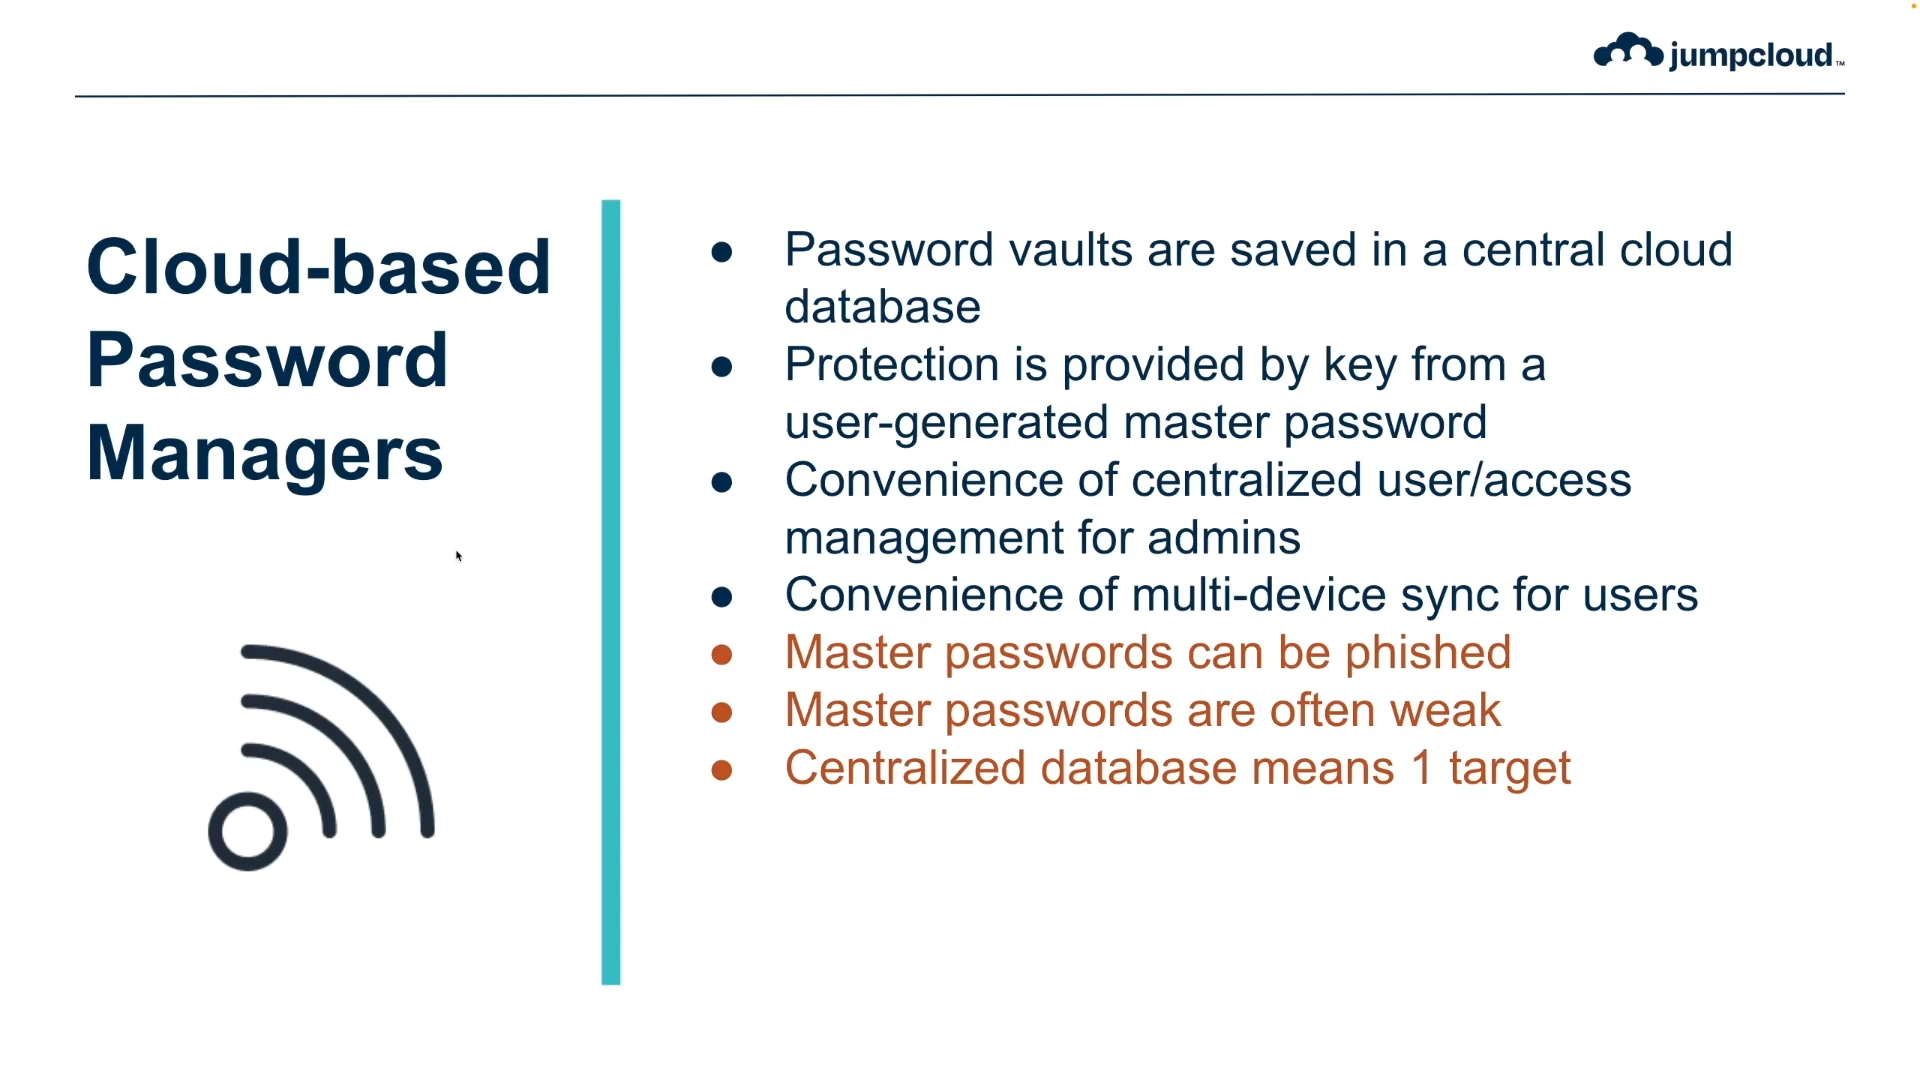 jumpcloud™
Cloud-based
Password
Managers
● Password vaults are saved in a central cloud
database
● Protection is provided by key from a
user-generated master password
● Convenience of centralized user/access
management for admins
● Convenience of multi-device sync for users
● Master passwords can be phished
● Master passwords are often weak
● Centralized database means 1 target